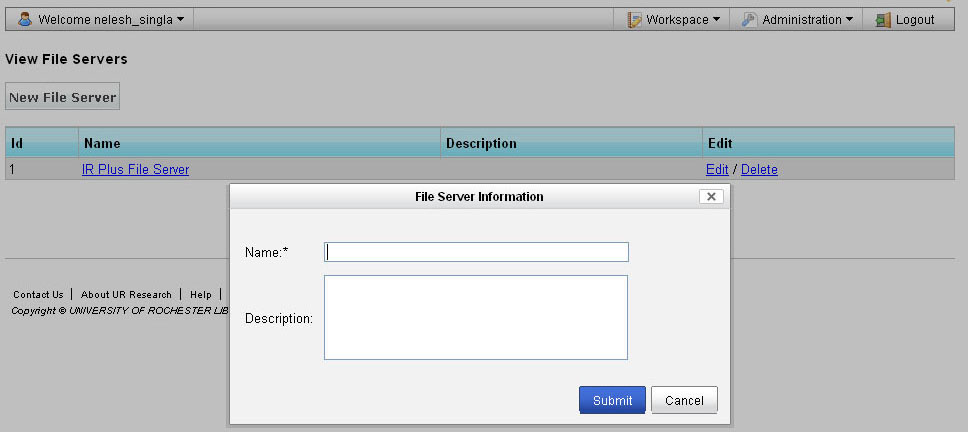 Welcome nelesh_singla Workspace Administration Logout
View File Servers
New File Server
Id Name Description Edit
1 IR Plus File Server Edit / Delete
File Server Information
Name:*
Description:
Submit Cancel
Contact Us | About UR Research | Help |
Copyright © UNIVERSITY OF ROCHESTER LIB